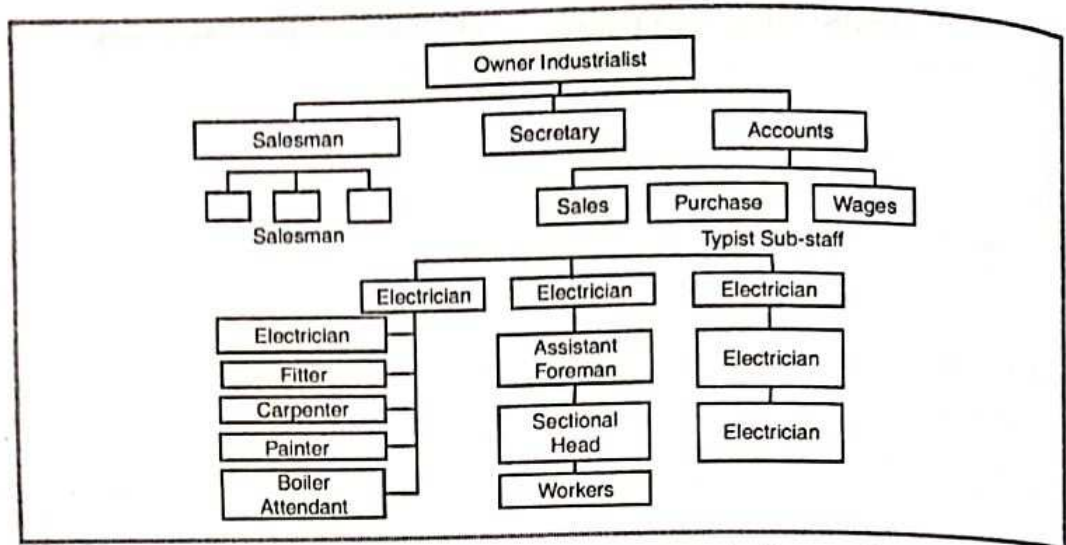 Owner Industrialist
Salesman
Secretary
Accounts
Sales
Purchase
Wages
Salesman
Typist Sub-staff
Electrician
Electrician
Electrician
Electrician
Fitter
Carpenter
Painter
Boiler
Attendant
Assistant
Foreman
Sectional
Head
Workers
Electrician
Electrician